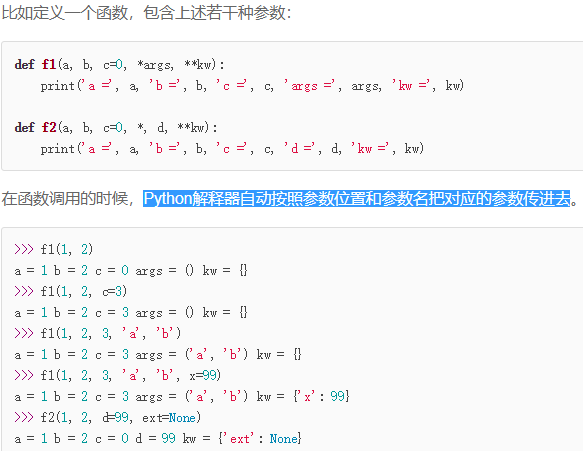 比如定义一个函数，包含上述若干种参数：
def f1(a, b, c=0, *args, **kw):
    print('a =', a, 'b =', b, 'c =', c, 'args =', args, 'kw =', kw)
def f2(a, b, c=0, *, d, **kw):
    print('a =', a, 'b =', b, 'c =', c, 'd =', d, 'kw =', kw)
在函数调用的时候，Python解释器自动按照参数位置和参数名把对应的参数传进去。
>>> f1(1, 2)
a = 1 b = 2 c = 0 args = () kw = {}
>>> f1(1, 2, c=3)
a = 1 b = 2 c = 3 args = () kw = {}
>>> f1(1, 2, 3, 'a', 'b')
a = 1 b = 2 c = 3 args = ('a', 'b') kw = {}
>>> f1(1, 2, 3, 'a', 'b', x=99)
a = 1 b = 2 c = 3 args = ('a', 'b') kw = {'x': 99}
>>> f2(1, 2, d=99, ext=None)
a = 1 b = 2 c = 0 d = 99 kw = {'ext': None}